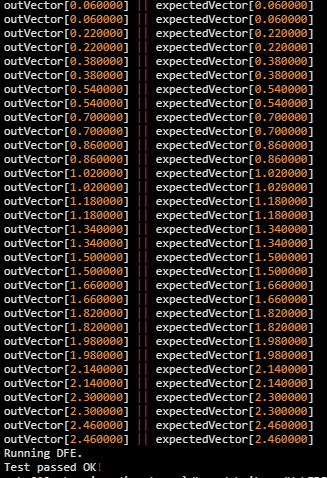 outVector[0.060000] || expectedVector[0.060000]
outVector[0.060000] || expectedVector[0.060000]
outVector[0.220000] || expectedVector[0.220000]
outVector[0.220000] || expectedVector[0.220000]
outVector[0.380000] || expectedVector[0.380000]
outVector[0.380000] || expectedVector[0.380000]
outVector[0.540000] || expectedVector[0.540000]
outVector[0.540000] || expectedVector[0.540000]
outVector[0.700000] || expectedVector[0.700000]
outVector[0.700000] || expectedVector[0.700000]
outVector[0.860000] || expectedVector[0.860000]
outVector[0.860000] || expectedVector[0.860000]
outVector[1.020000] || expectedVector[1.020000]
outVector[1.020000] || expectedVector[1.020000]
outVector[1.180000] || expectedVector[1.180000]
outVector[1.180000] || expectedVector[1.180000]
outVector[1.340000] || expectedVector[1.340000]
outVector[1.340000] || expectedVector[1.340000]
outVector[1.500000] || expectedVector[1.500000]
outVector[1.500000] || expectedVector[1.500000]
outVector[1.660000] || expectedVector[1.660000]
outVector[1.660000] || expectedVector[1.660000]
outVector[1.820000] || expectedVector[1.820000]
outVector[1.820000] || expectedVector[1.820000]
outVector[1.980000] || expectedVector[1.980000]
outVector[1.980000] || expectedVector[1.980000]
outVector[2.140000] || expectedVector[2.140000]
outVector[2.140000] || expectedVector[2.140000]
outVector[2.300000] || expectedVector[2.300000]
outVector[2.300000] || expectedVector[2.300000]
outVector[2.460000] || expectedVector[2.460000]
outVector[2.460000] || expectedVector[2.460000]
Running DFE.
Test passed OK!